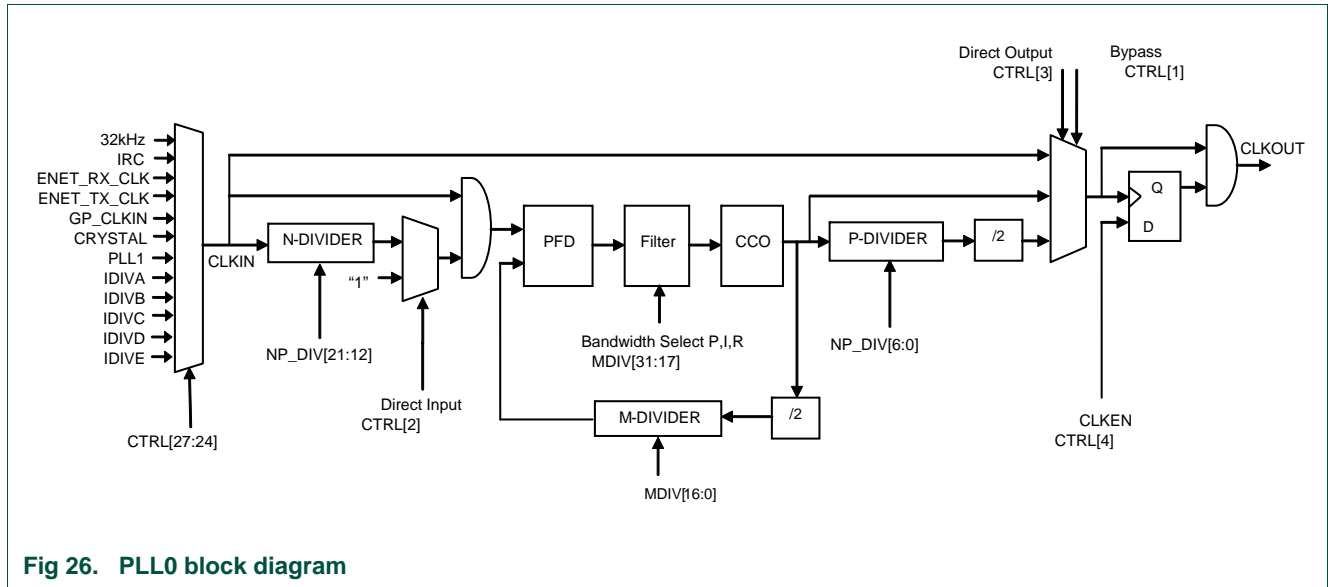 Direct Output
CTRL[3]
Bypass
CTRL[1]
32kHz
IRC
ENET_RX_CLK
ENET_TX_CLK
GP_CLKIN
CRYSTAL
PLL1
IDIVA
IDIVB
IDIVC
IDIVD
IDIVE
CTRL[27:24]
CLKIN
N-DIVIDER
NP_DIV[21:12]
"1"
Direct Input
CTRL[2]
PFD
Filter
Bandwidth Select P,I,R
MDIV[31:17]
CCO
P-DIVIDER
NP_DIV[6:0]
/2
M-DIVIDER
/2
MDIV[16:0]
Q
D
CLKEN
CTRL[4]
CLKOUT
Fig 26. PLL0 block diagram